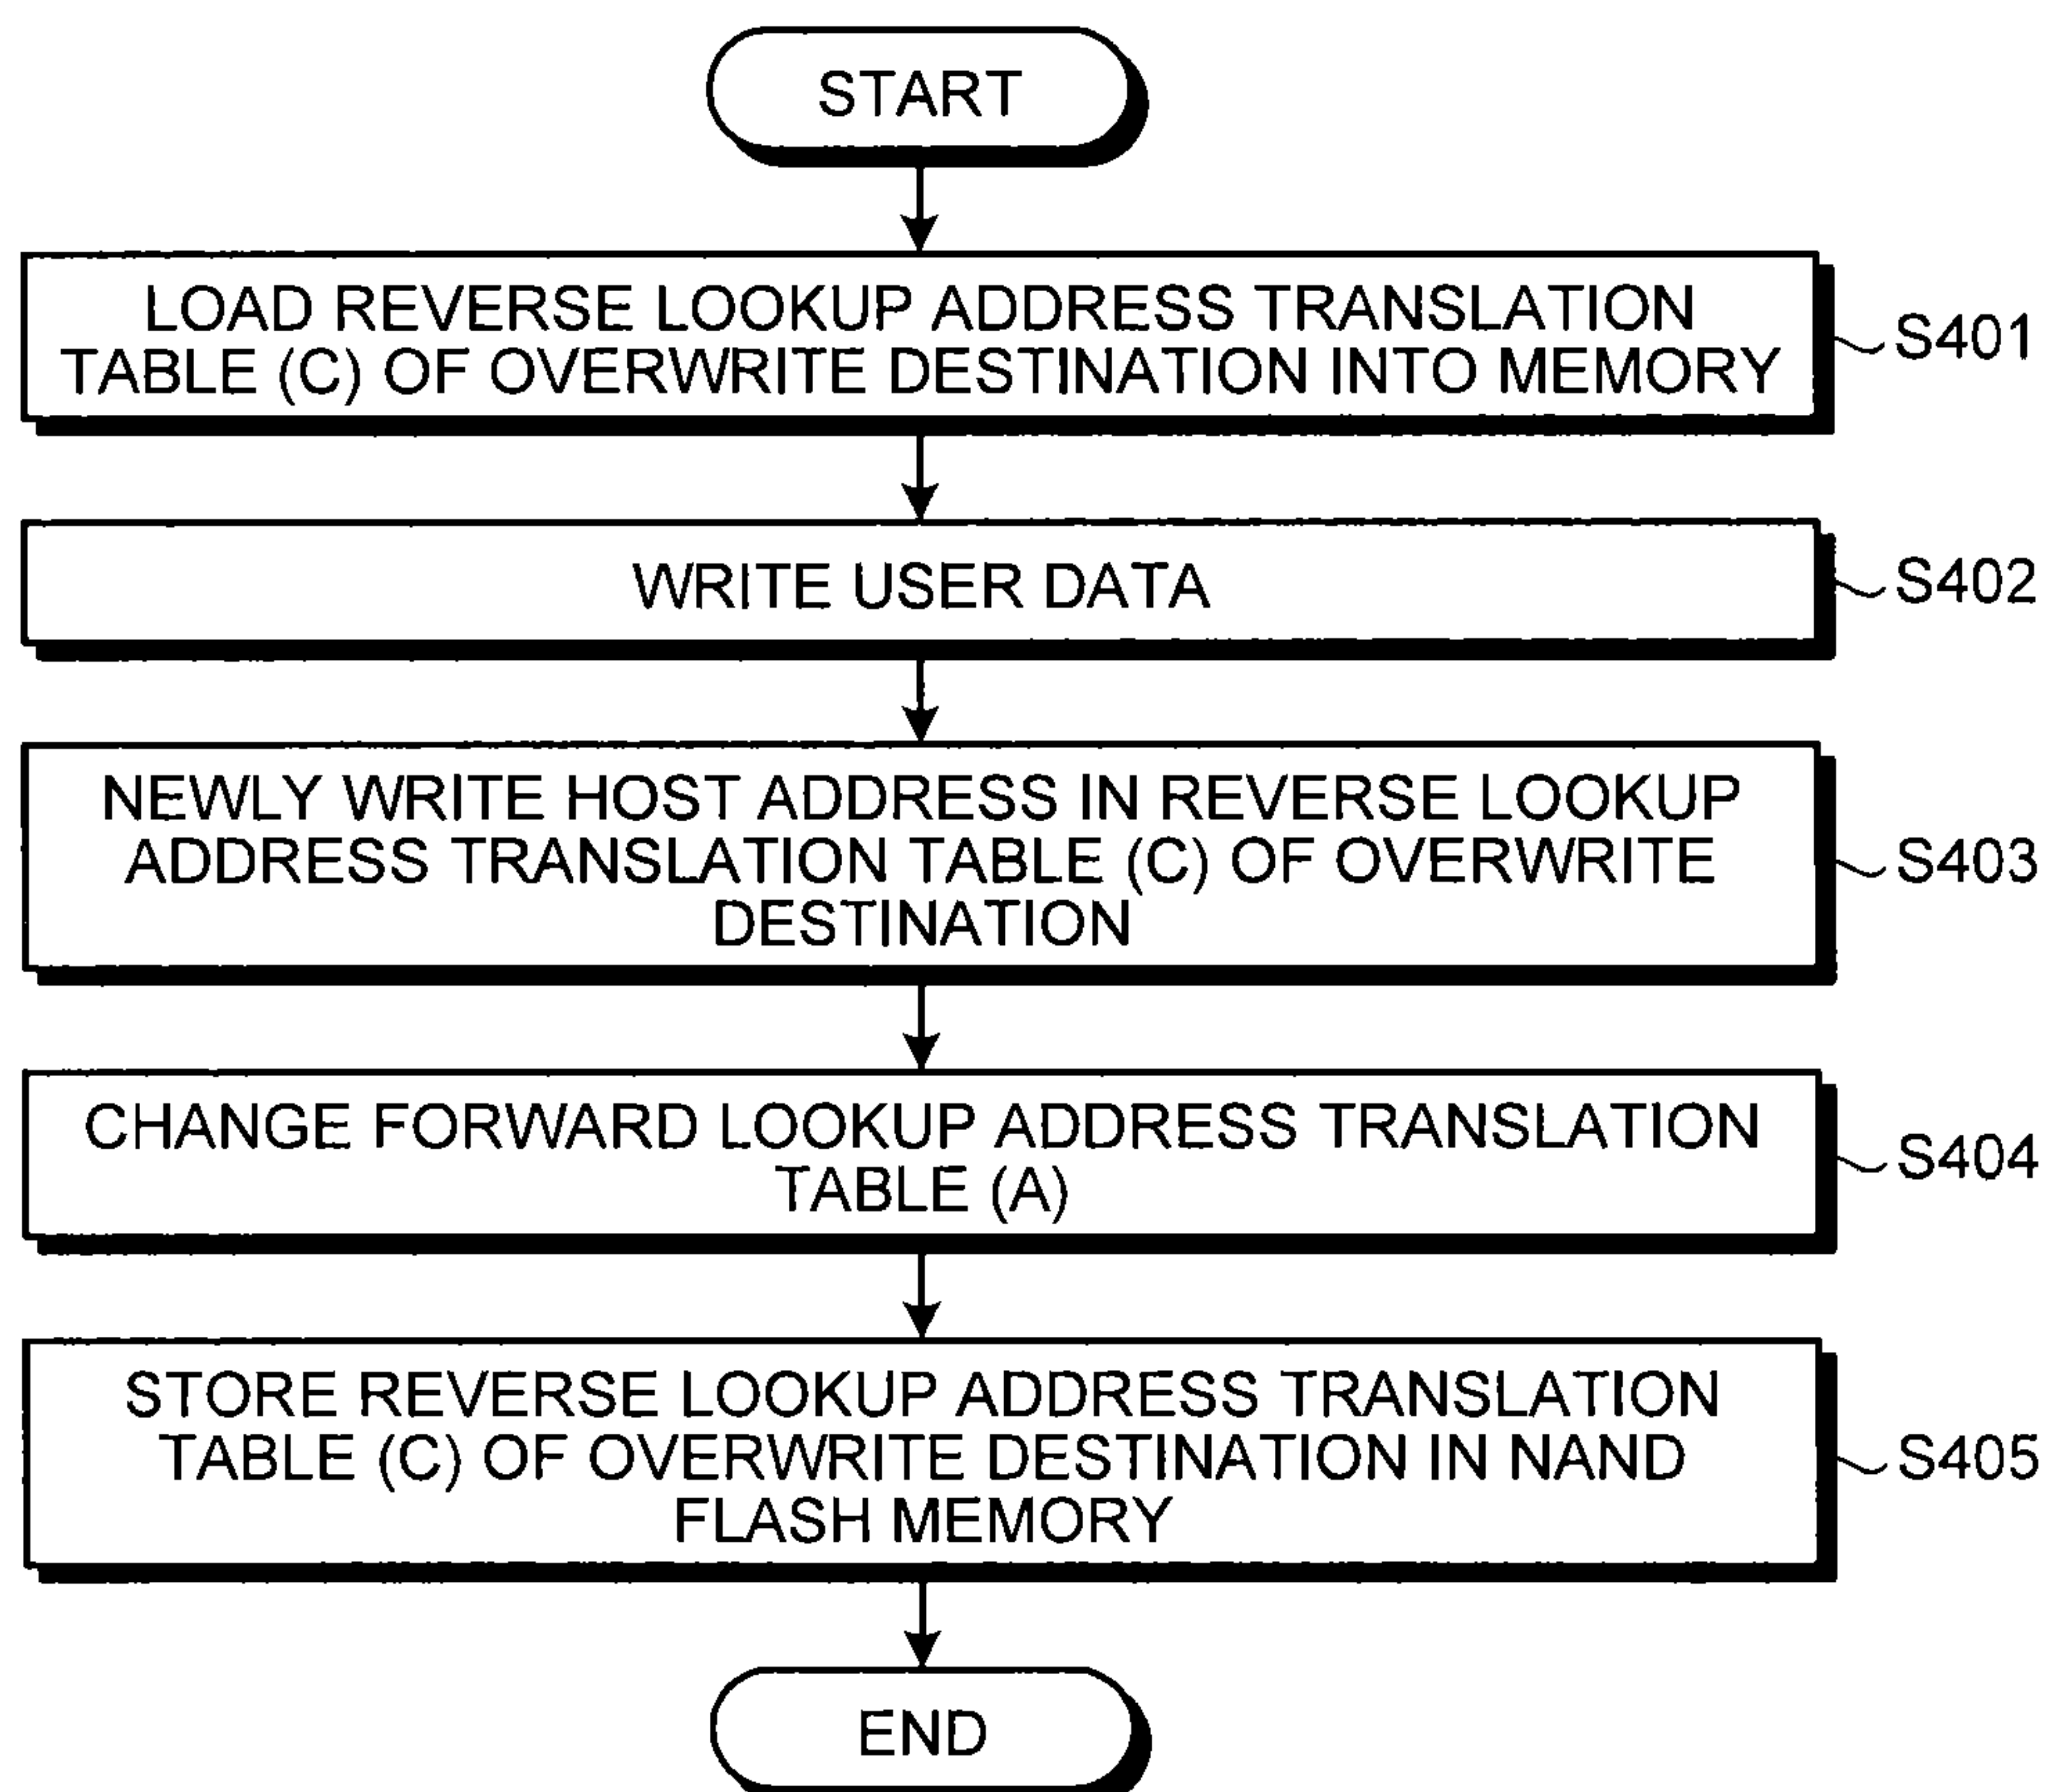 START
LOAD REVERSE LOOKUP ADDRESS TRANSLATION
TABLE (C) OF OVERWRITE DESTINATION INTO MEMORY
S401
WRITE USER DATA
S402
NEWLY WRITE HOST ADDRESS IN REVERSE LOOKUP
ADDRESS TRANSLATION TABLE (C) OF OVERWRITE
DESTINATION
S403
CHANGE FORWARD LOOKUP ADDRESS TRANSLATION
TABLE (A)
S404
STORE REVERSE LOOKUP ADDRESS TRANSLATION
TABLE (C) OF OVERWRITE DESTINATION IN NAND
FLASH MEMORY
S405
END